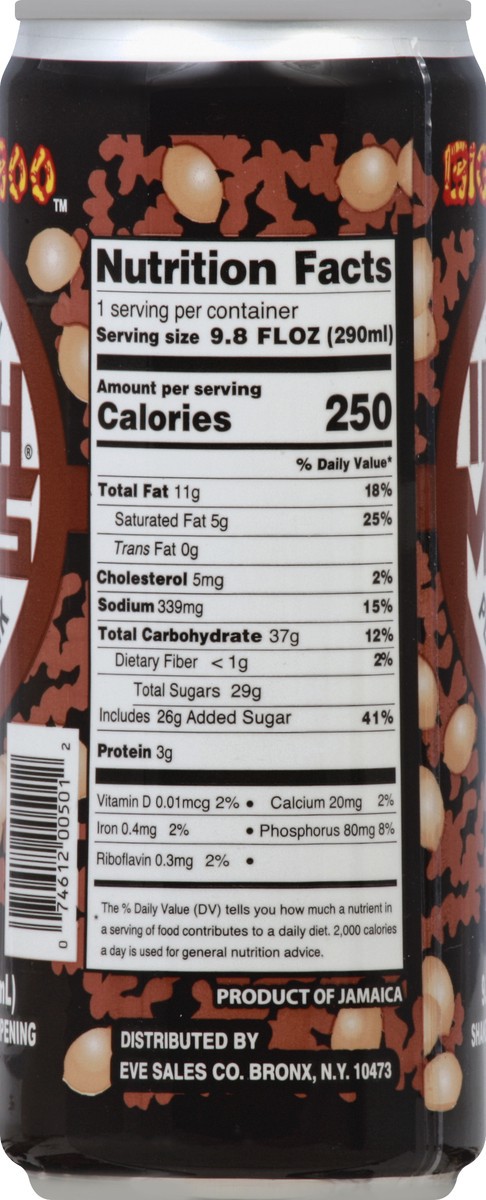 TM
Nutrition Facts
1 serving per container
Serving size 9.8 FLOZ (290ml)
Amount per serving
Calories 250
% Daily Value*
Total Fat 11g 18%
Saturated Fat 5g 25%
Trans Fat 0g
Cholesterol 5mg 2%
Sodium 339mg 15%
Total Carbohydrate 37g 12%
Dietary Fiber < 1g 2%
Total Sugars 29g
Includes 26g Added Sugar 41%
Protein 3g
Vitamin D 0.01mcg 2% • Calcium 20mg 2%
Iron 0.4mg 2% • Phosphorus 80mg 8%
Riboflavin 0.3mg 2% •
* The % Daily Value (DV) tells you how much a nutrient in
a serving of food contributes to a daily diet. 2,000 calories
a day is used for general nutrition advice.
PRODUCT OF JAMAICA
DISTRIBUTED BY
EVE SALES CO. BRONX, N.Y. 10473
0 74612 00501 2
®